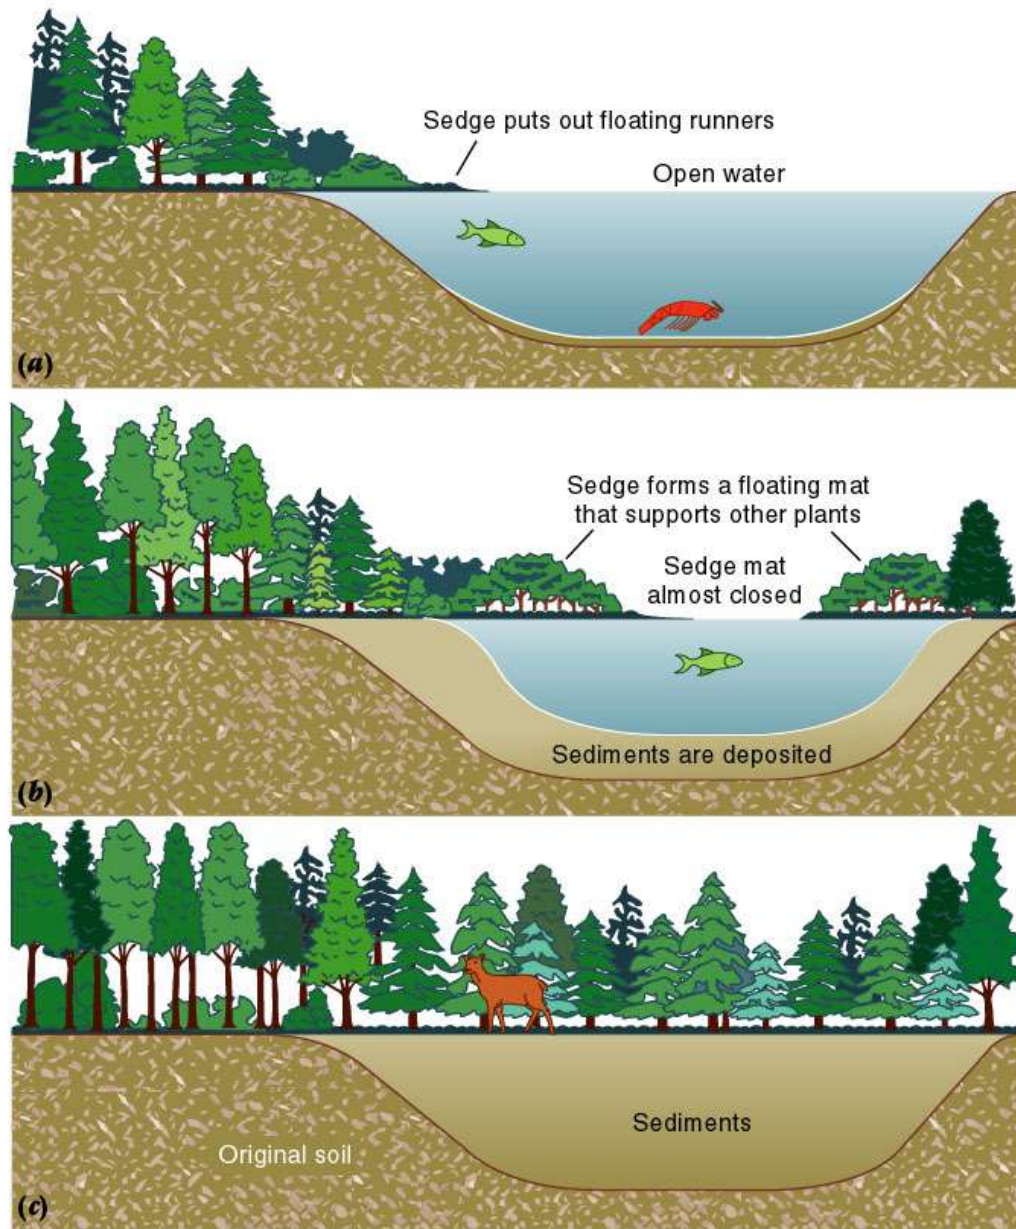 Sedge puts out floating runners
Open water
(a)
Sedge forms a floating mat
that supports other plants
Sedge mat
almost closed
Sediments are deposited
(b)
Sediments
Original soil
(c)